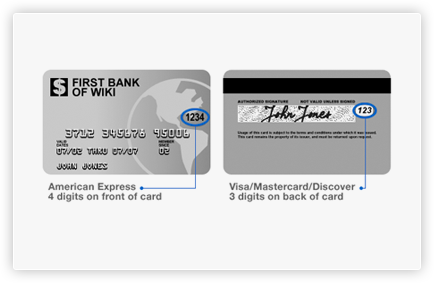 FIRST BANK
OF WIKI
1234
3712 345678 95006
VALID
DATES
MEMBER
SINCE
07/02 THRU 07/07 02
JOHN JONES
American Express
4 digits on front of card
AUTHORIZED SIGNATURE NOT VALID UNLESS SIGNED
John Jones
123
Usage of this card is subject to the terms and conditions under which it was issued.
This card remains the property of its issuer, and must be returned upon request.
Visa/Mastercard/Discover
3 digits on back of card